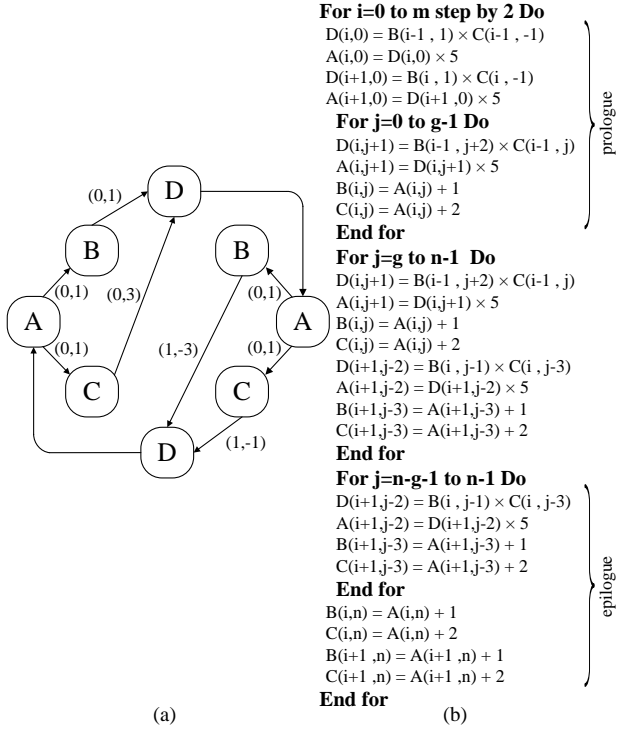 D
(0,1)
B
B
(0,1)
(0,3)
(0,1)
A
A
(0,1)
(1,-3)
(0,1)
C
C
D
(1,-1)
(a)
For i=0 to m step by 2 Do
D(i,0) = B(i-1 , 1) × C(i-1 , -1)
A(i,0) = D(i,0) × 5
D(i+1,0) = B(i , 1) × C(i , -1)
A(i+1,0) = D(i+1 ,0) × 5
For j=0 to g-1 Do
D(i,j+1) = B(i-1 , j+2) × C(i-1 , j)
A(i,j+1) = D(i,j+1) × 5
B(i,j) = A(i,j) + 1
C(i,j) = A(i,j) + 2
End for
prologue
For j=g to n-1 Do
D(i,j+1) = B(i-1 , j+2) × C(i-1 , j)
A(i,j+1) = D(i,j+1) × 5
B(i,j) = A(i,j) + 1
C(i,j) = A(i,j) + 2
D(i+1,j-2) = B(i , j-1) × C(i , j-3)
A(i+1,j-2) = D(i+1,j-2) × 5
B(i+1,j-3) = A(i+1,j-3) + 1
C(i+1,j-3) = A(i+1,j-3) + 2
End for
For j=n-g-1 to n-1 Do
D(i+1,j-2) = B(i , j-1) × C(i , j-3)
A(i+1,j-2) = D(i+1,j-2) × 5
B(i+1,j-3) = A(i+1,j-3) + 1
C(i+1,j-3) = A(i+1,j-3) + 2
End for
B(i,n) = A(i,n) + 1
C(i,n) = A(i,n) + 2
B(i+1 ,n) = A(i+1 ,n) + 1
C(i+1 ,n) = A(i+1 ,n) + 2
epilogue
End for
(b)